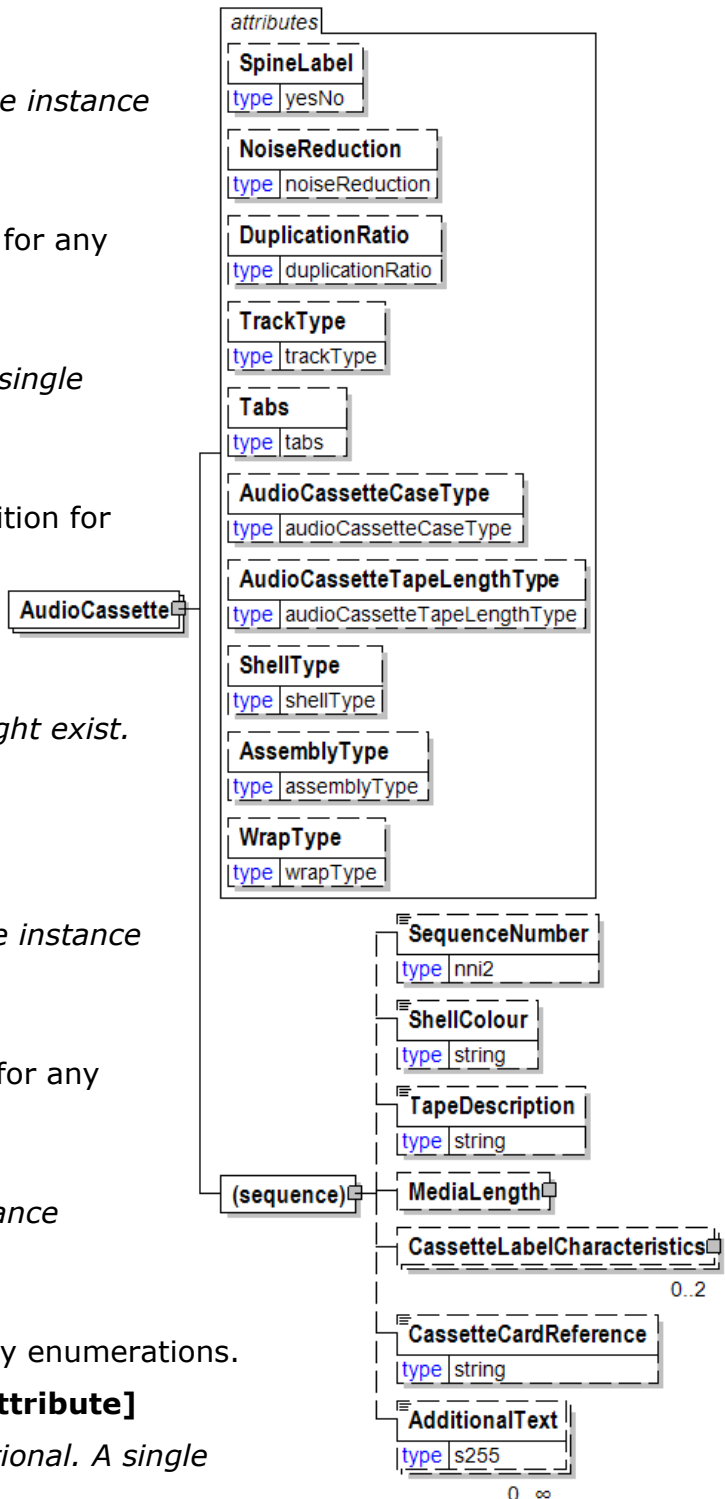 e instance
for any
single
ition for
ght exist.
e instance
for any
ance
y enumerations.
ttribute]
tional. A single
AudioCassette
attributes
SpineLabel
type yesNo
NoiseReduction
type noiseReduction
DuplicationRatio
type duplicationRatio
TrackType
type trackType
Tabs
type tabs
AudioCassetteCaseType
type audioCassetteCaseType
AudioCassetteTapeLengthType
type audioCassetteTapeLengthType
ShellType
type shellType
AssemblyType
type assemblyType
WrapType
type wrapType
(sequence)
SequenceNumber
type nni2
ShellColour
type string
TapeDescription
type string
MediaLength
CassetteLabelCharacteristics
0..2
CassetteCardReference
type string
AdditionalText
type s255
0..∞